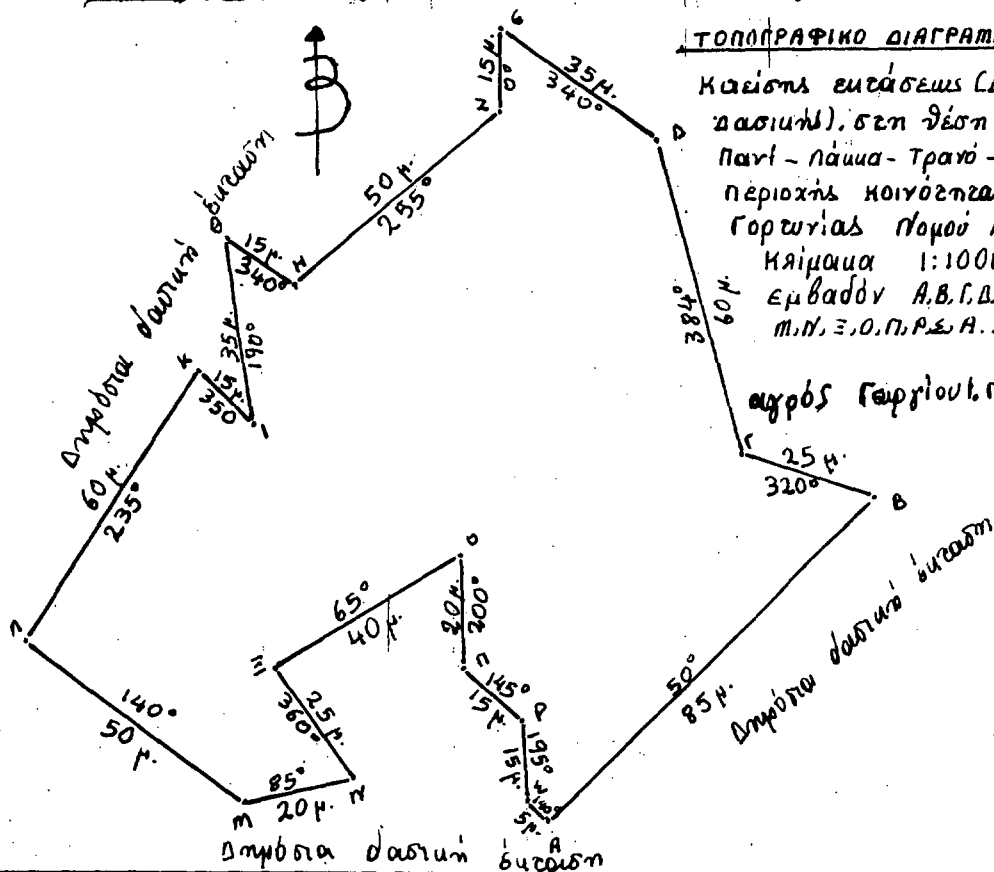 ΤΟΠΟΓΡΑΦΙΚΟ ΔΙΑΓΡΑΜ
Κλείσης εκτάσεως (Δ
Δασικής), στη θέση
Παντ - Λάκκα - Τρανό -
περιοχής κοινότητα
Γορτυνίας Νομού Α
Κλίμακα 1:1000
εμβαδόν Α.Β.Γ.Δ.
Μ.Ν.Ξ.Ο.Π.Ρ.Σ.Α..
αγρός Γεωργίου Ι. Π
Β
6
15μ.
0°
Ζ
35μ.
340°
Δ
50μ.
255°
Η
15μ.
340°
Θ
35μ.
190°
Ι
15μ.
350
Κ
60μ.
235°
Λ
140°
50μ.
Μ
85°
20μ.
Ν
25μ.
360°
Ξ
65°
40μ.
Ο
20μ.
200°
Π
145°
15μ.
Ρ
195°
15μ.
Σ
140°
5μ.
Α
50°
85μ.
Β
25μ.
320°
Γ
60μ.
384°
Δημόσια δασική έκταση
Δημόσια δασική έκταση
Δημόσια δασική έκταση